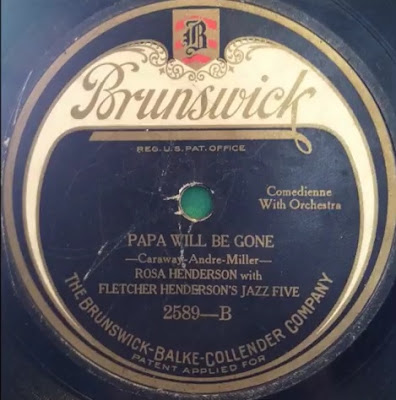 B
Brunswick
REG. U.S. PAT. OFFICE
Comedienne
With Orchestra
PAPA WILL BE GONE
—Caraway-Andre-Miller—
ROSA HENDERSON with
FLETCHER HENDERSON'S JAZZ FIVE
2589—B
THE BRUNSWICK-BALKE-COLLENDER COMPANY
PATENT APPLIED FOR